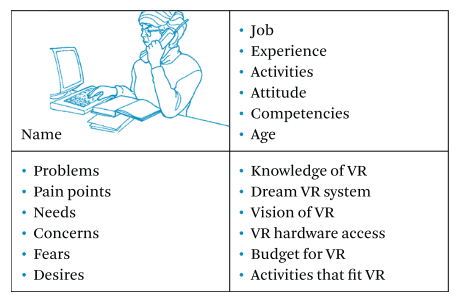 Name
• Job
• Experience
• Activities
• Attitude
• Competencies
• Age
• Problems
• Pain points
• Needs
• Concerns
• Fears
• Desires
• Knowledge of VR
• Dream VR system
• Vision of VR
• VR hardware access
• Budget for VR
• Activities that fit VR